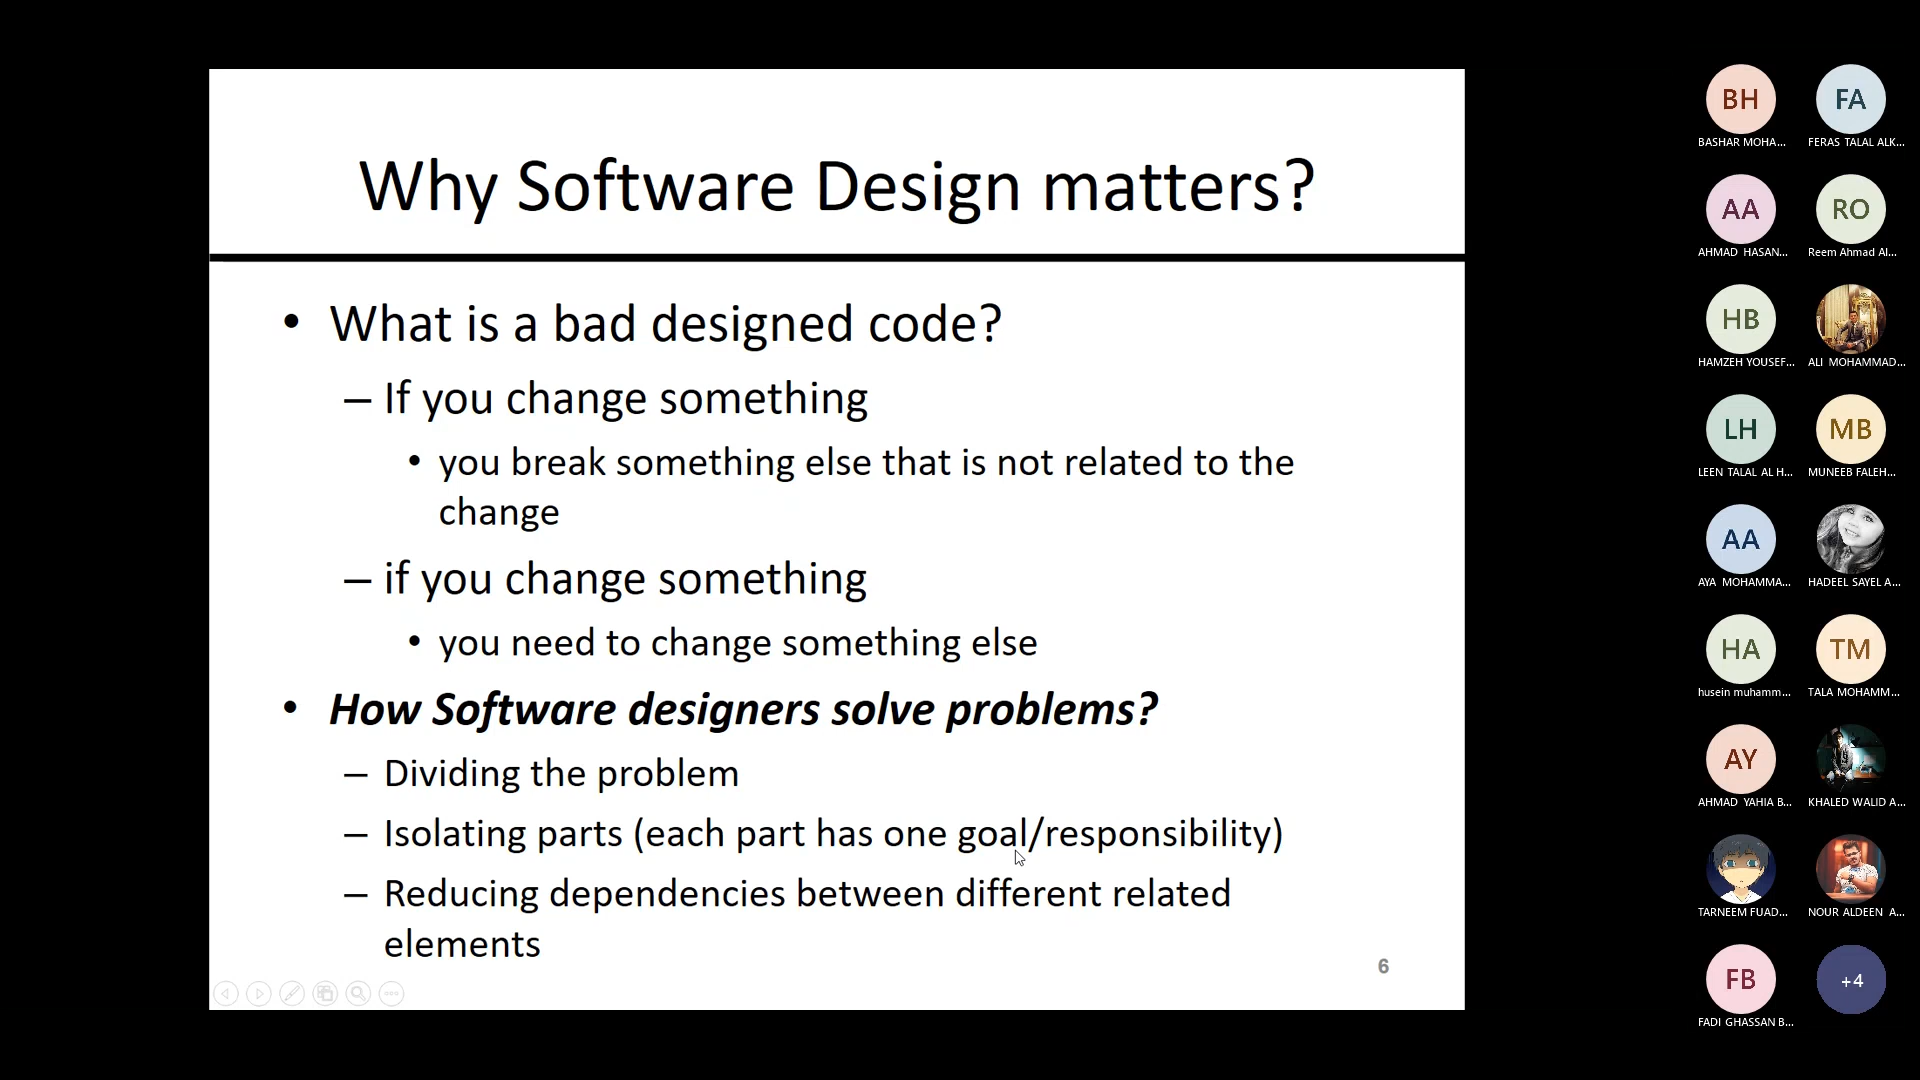 Why Software Design matters?
• What is a bad designed code?
– If you change something
• you break something else that is not related to the
change
– if you change something
• you need to change something else
• How Software designers solve problems?
– Dividing the problem
– Isolating parts (each part has one goal/responsibility)
– Reducing dependencies between different related
elements
6
BH
BASHAR MOHA...
FA
FERAS TALAL ALK...
AA
AHMAD HASAN...
RO
Reem Ahmad Al...
HB
HAMZEH YOUSEF...
ALI MOHAMMAD...
LH
LEEN TALAL AL H...
MB
MUNEEB FALEH...
AA
AYA MOHAMMA...
HADEEL SAYEL A...
HA
husein muhamm...
TM
TALA MOHAMM...
AY
AHMAD YAHIA B...
KHALED WALID A...
TARNEEM FUAD...
NOUR ALDEEN A...
FB
FADI GHASSAN B...
+4